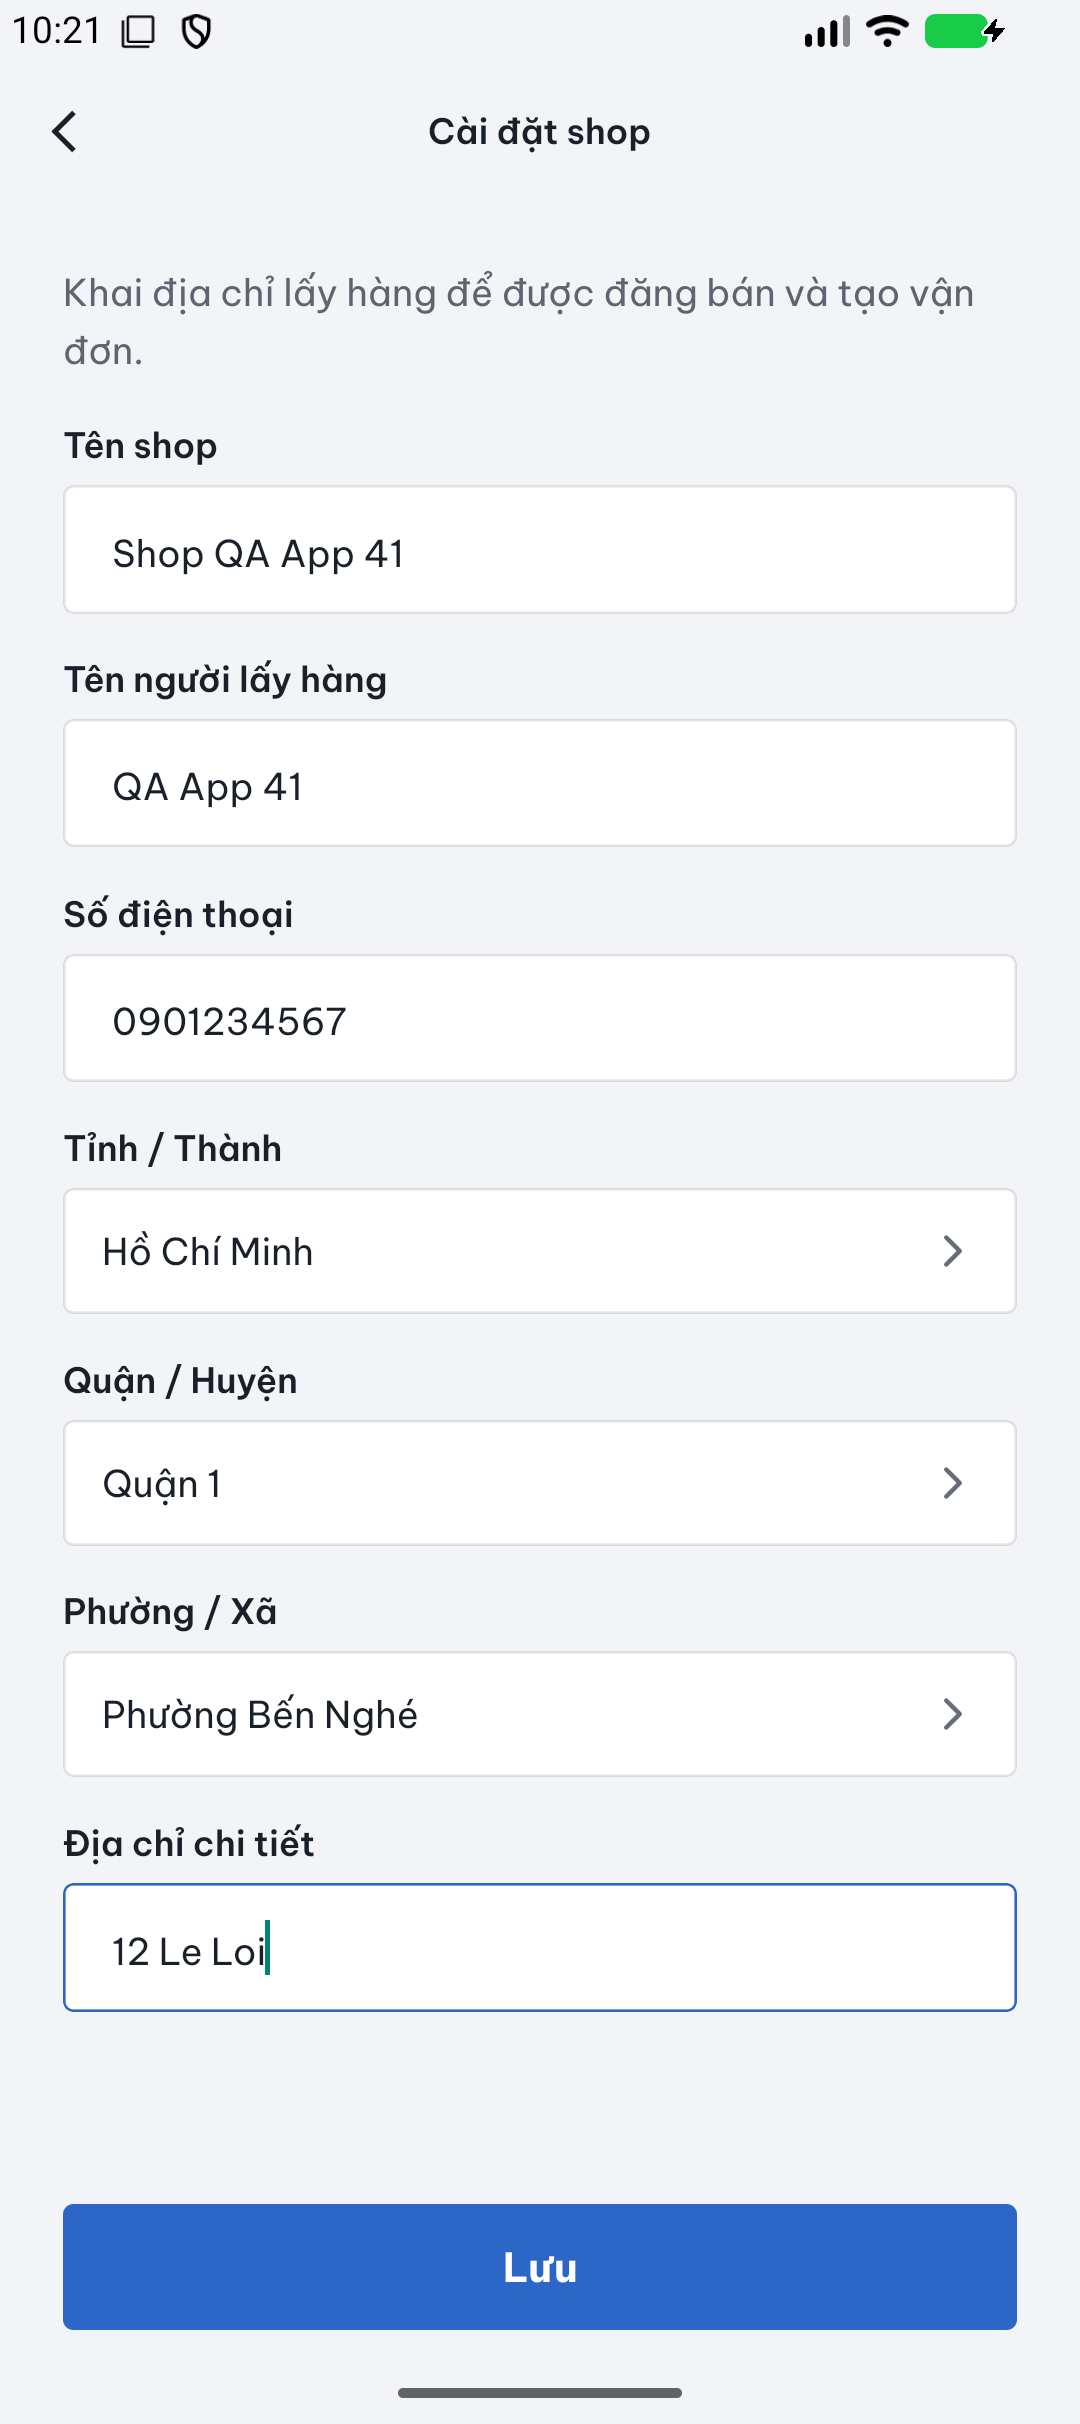 10:21
Cài đặt shop
Khai địa chỉ lấy hàng để được đăng bán và tạo vận
đơn.
Tên shop
Shop QA App 41
Tên người lấy hàng
QA App 41
Số điện thoại
0901234567
Tỉnh / Thành
Hồ Chí Minh
Quận / Huyện
Quận 1
Phường / Xã
Phường Bến Nghé
Địa chỉ chi tiết
12 Le Loi
Lưu